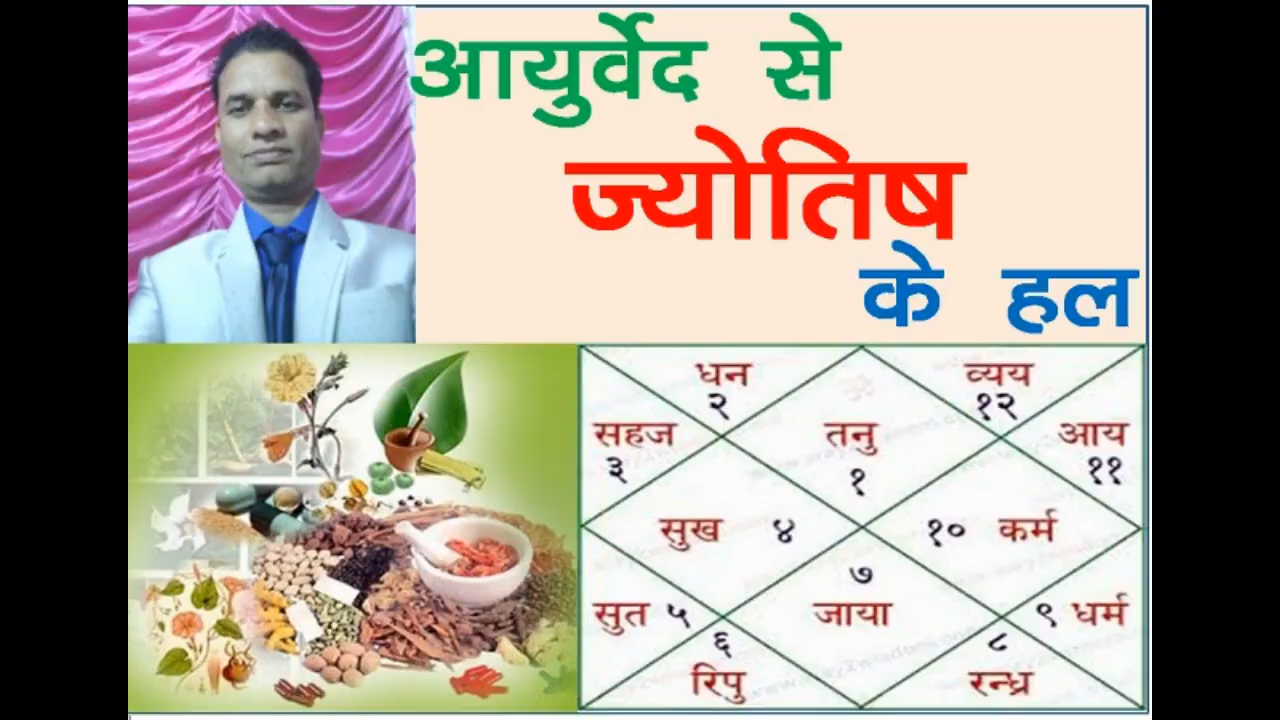 आयुर्वेद से
ज्योतिष
के हल
धन
२
व्यय
१२
सहज
३
तनु
१
आय
११
सुख ४
१० कर्म
७
जाया
सुत ५
९ धर्म
६
रिपु
८
रन्ध्र